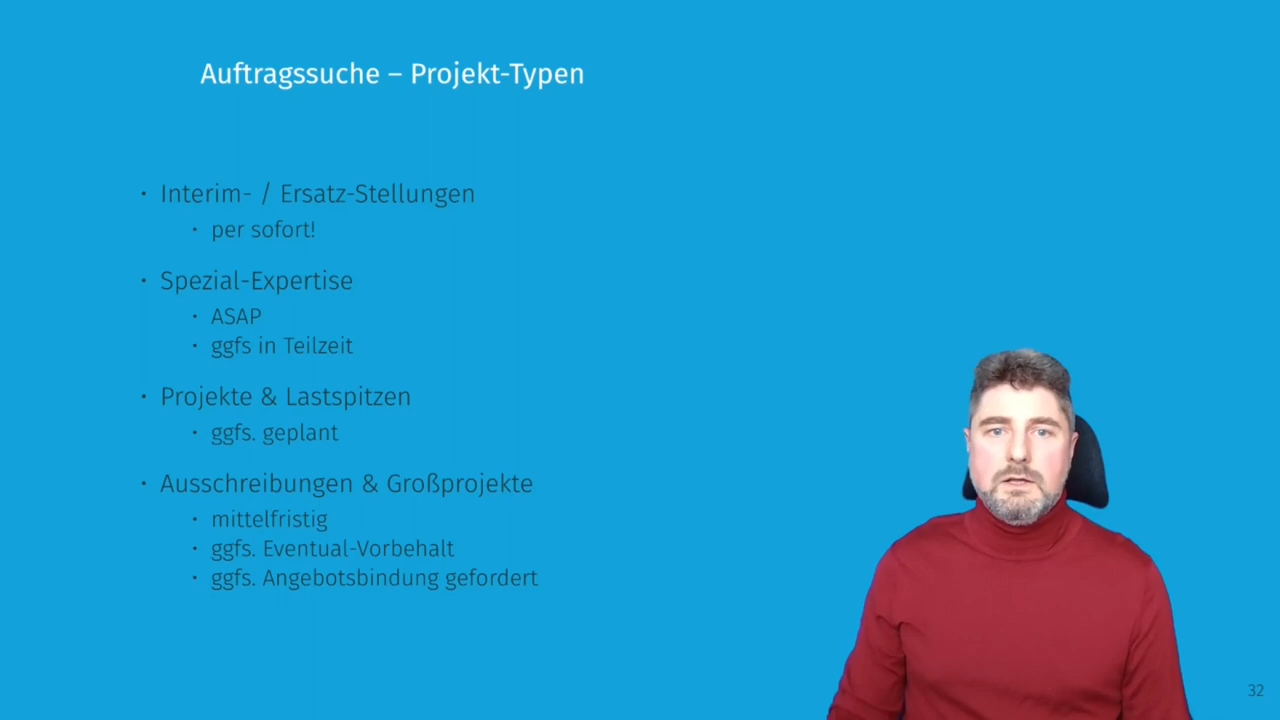 Auftragssuche – Projekt-Typen
• Interim- / Ersatz-Stellungen
• per sofort!
• Spezial-Expertise
• ASAP
• ggfs in Teilzeit
• Projekte & Lastspitzen
• ggfs. geplant
• Ausschreibungen & Großprojekte
• mittelfristig
• ggfs. Eventual-Vorbehalt
• ggfs. Angebotsbindung gefordert
32